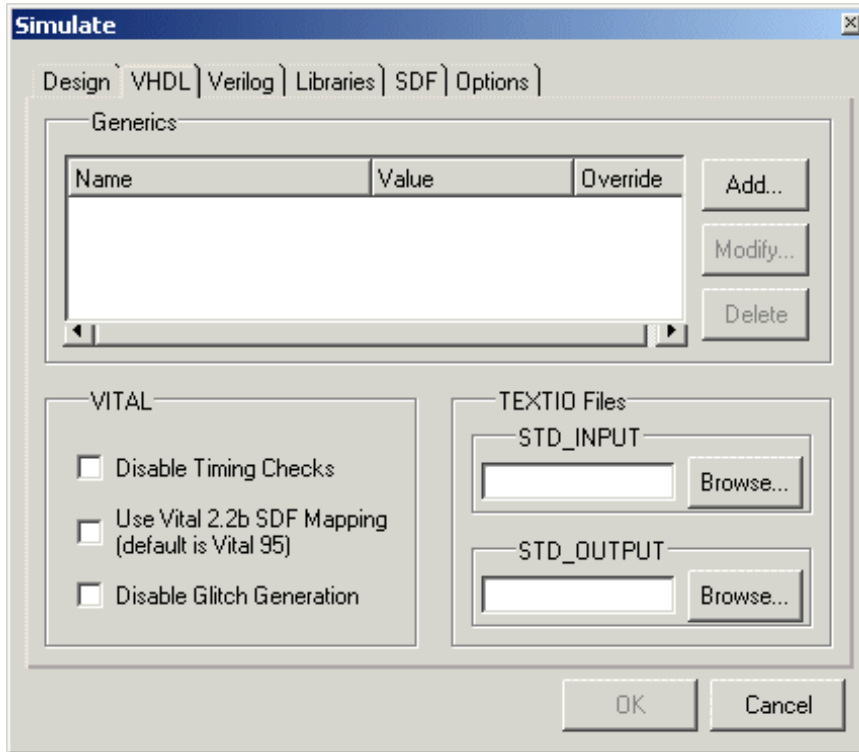 Simulate
Design VHDL Verilog Libraries SDF Options
Generics
Name Value Override
Add...
Modify...
Delete
VITAL
Disable Timing Checks
Use Vital 2.2b SDF Mapping
(default is Vital 95)
Disable Glitch Generation
TEXTIO Files
STD_INPUT
Browse...
STD_OUTPUT
Browse...
OK Cancel